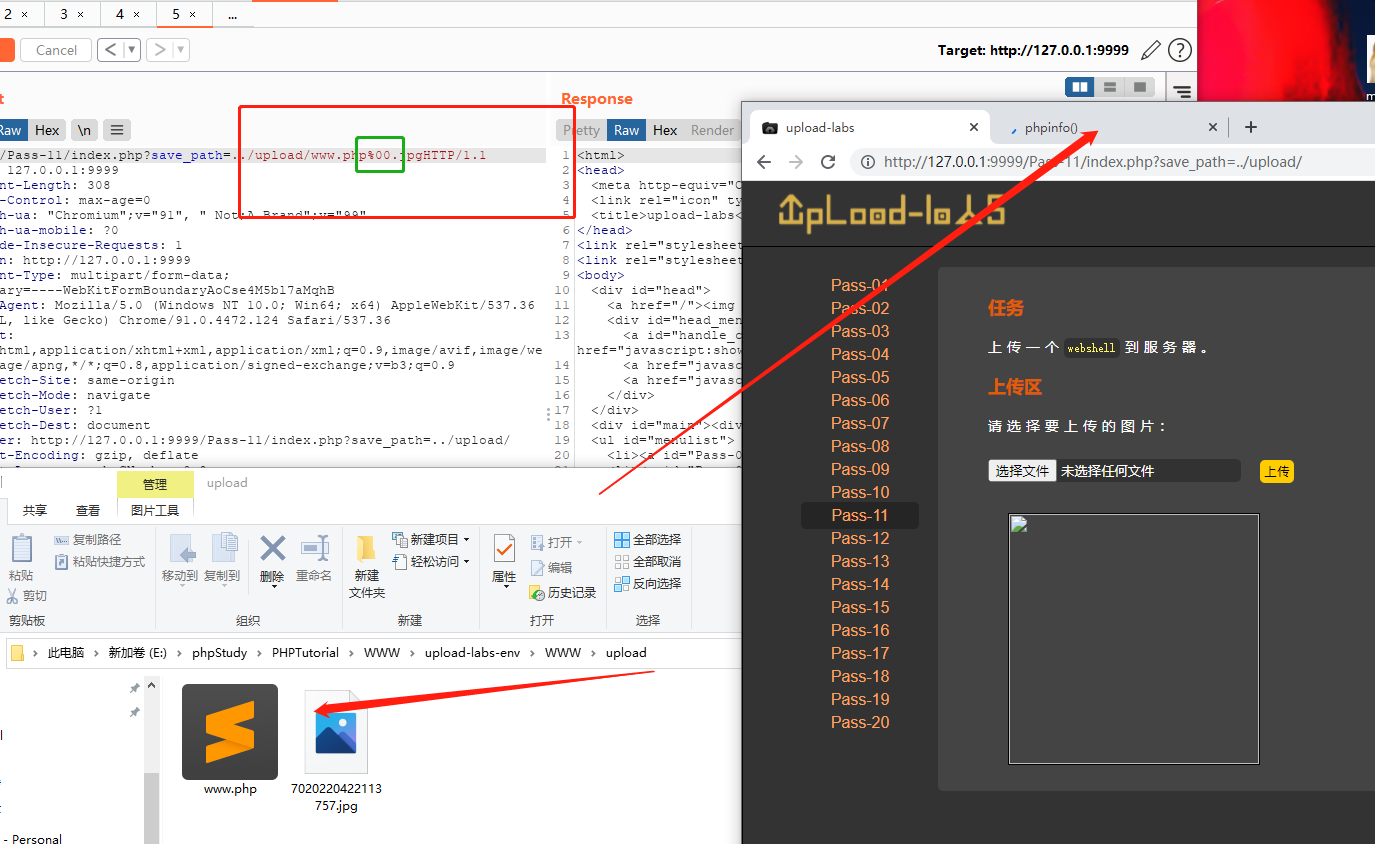 2 ×
3 ×
4 ×
5 ×
...
Cancel
< ▼
> ▼
Target: http://127.0.0.1:9999
Response
Raw
Hex
\n
Pretty
Raw
Hex
Render
/Pass-11/index.php?save_path=../upload/www.php%00.jpgHTTP/1.1
127.0.0.1:9999
nt-Length: 308
-Control: max-age=0
h-ua: "Chromium";v="91", " Not;A Brand";v="99"
h-ua-mobile: ?0
de-Insecure-Requests: 1
n: http://127.0.0.1:9999
nt-Type: multipart/form-data;
ary=----WebKitFormBoundaryAoCse4M5bl7aMqhB
Agent: Mozilla/5.0 (Windows NT 10.0; Win64; x64) AppleWebKit/537.36
L, like Gecko) Chrome/91.0.4472.124 Safari/537.36
t:
html,application/xhtml+xml,application/xml;q=0.9,image/avif,image/we
age/apng,*/*;q=0.8,application/signed-exchange;v=b3;q=0.9
etch-Site: same-origin
etch-Mode: navigate
etch-User: ?1
etch-Dest: document
er: http://127.0.0.1:9999/Pass-11/index.php?save_path=../upload/
t-Encoding: gzip, deflate
1 <html>
2 <head>
3 <meta http-equiv="C
4 <link rel="icon" ty
5 <title>upload-labs<
6 </head>
7 <link rel="stylesheet
8 <link rel="stylesheet
9 <body>
10 <div id="head">
11 <a href="/"><img
12 <div id="head_men
13 <a id="handle_c
href="javascript:show
14 <a href="javasc
15 <a href="javasc
16 </div>
17 </div>
18 <div id="main"><div
19 <ul id="menulist">
20 <li><a id="Pass-0
upload-labs
phpinfo()
http://127.0.0.1:9999/Pass-11/index.php?save_path=../upload/
UpLoad-labs
Pass-01
Pass-02
Pass-03
Pass-04
Pass-05
Pass-06
Pass-07
Pass-08
Pass-09
Pass-10
Pass-11
Pass-12
Pass-13
Pass-14
Pass-15
Pass-16
Pass-17
Pass-18
Pass-19
Pass-20
任务
上传一个 webshell 到服务器。
上传区
请选择要上传的图片：
选择文件 未选择任何文件
上传
管理
upload
共享
查看
图片工具
粘贴
剪切
复制路径
粘贴快捷方式
剪贴板
移动到
复制到
删除
重命名
组织
新建
文件夹
新建项目
轻松访问
新建
属性
打开
编辑
历史记录
打开
全部选择
全部取消
反向选择
选择
此电脑 › 新加卷 (E:) › phpStudy › PHPTutorial › WWW › upload-labs-env › WWW › upload
www.php
7020220422113
757.jpg
- Personal